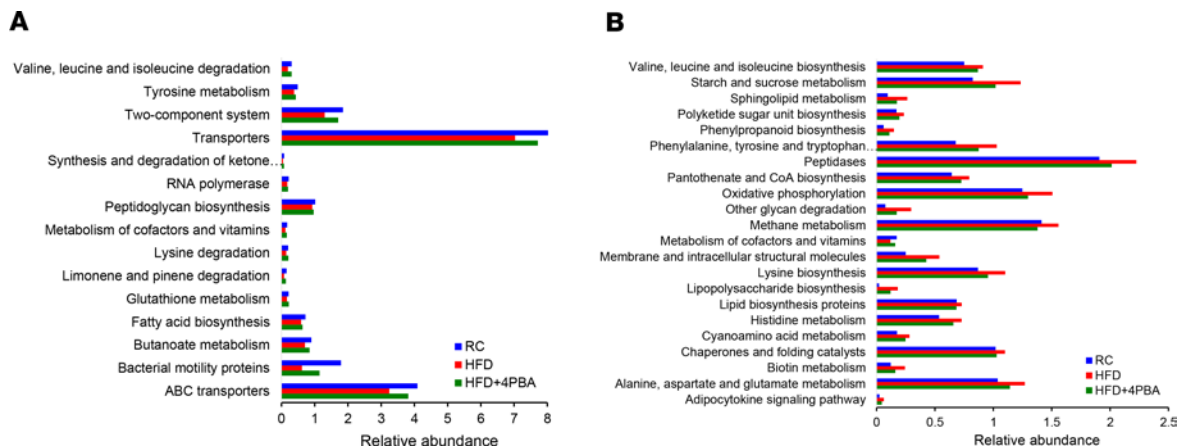 A
Valine, leucine and isoleucine degradation
Tyrosine metabolism
Two-component system
Transporters
Synthesis and degradation of ketone ...
RNA polymerase
Peptidoglycan biosynthesis
Metabolism of cofactors and vitamins
Lysine degradation
Limonene and pinene degradation
Glutathione metabolism
Fatty acid biosynthesis
Butanoate metabolism
Bacterial motility proteins
ABC transporters
RC
HFD
HFD+4PBA
0 1 2 3 4 5 6 7 8
Relative abundance
B
Valine, leucine and isoleucine biosynthesis
Starch and sucrose metabolism
Sphingolipid metabolism
Polyketide sugar unit biosynthesis
Phenylpropanoid biosynthesis
Phenylalanine, tyrosine and tryptophan ...
Peptidases
Pantothenate and CoA biosynthesis
Oxidative phosphorylation
Other glycan degradation
Methane metabolism
Metabolism of cofactors and vitamins
Membrane and intracellular structural molecules
Lysine biosynthesis
Lipopolysaccharide biosynthesis
Lipid biosynthesis proteins
Histidine metabolism
Cyanoamino acid metabolism
Chaperones and folding catalysts
Biotin metabolism
Alanine, aspartate and glutamate metabolism
Adipocytokine signaling pathway
RC
HFD
HFD+4PBA
0 0.5 1 1.5 2 2.5
Relative abundance